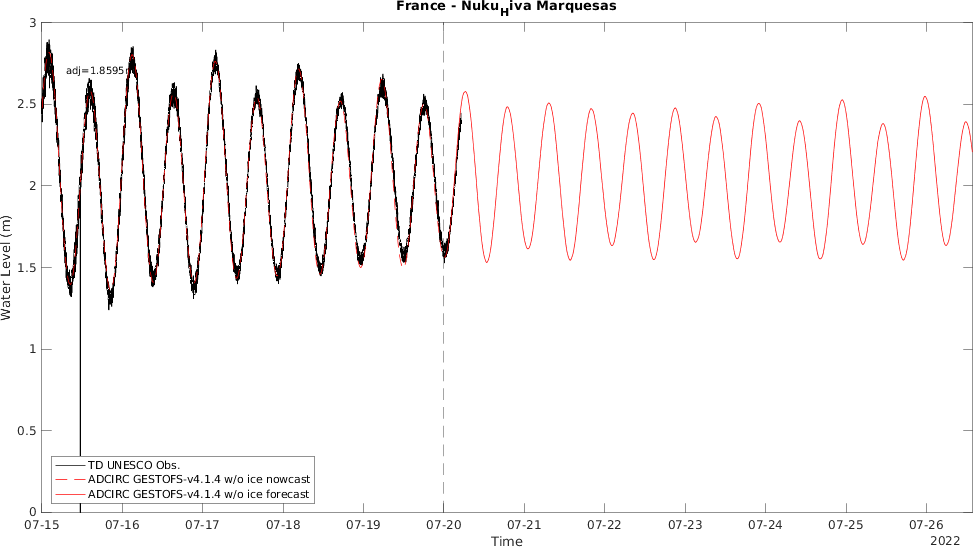 France - Nuku_Hiva Marquesas
3
adj=1.8595
2.5
2
1.5
1
0.5
0
Water Level (m)
TD UNESCO Obs.
ADCIRC GESTOFS-v4.1.4 w/o ice nowcast
ADCIRC GESTOFS-v4.1.4 w/o ice forecast
07-15 07-16 07-17 07-18 07-19 07-20 07-21 07-22 07-23 07-24 07-25 07-26
Time
2022